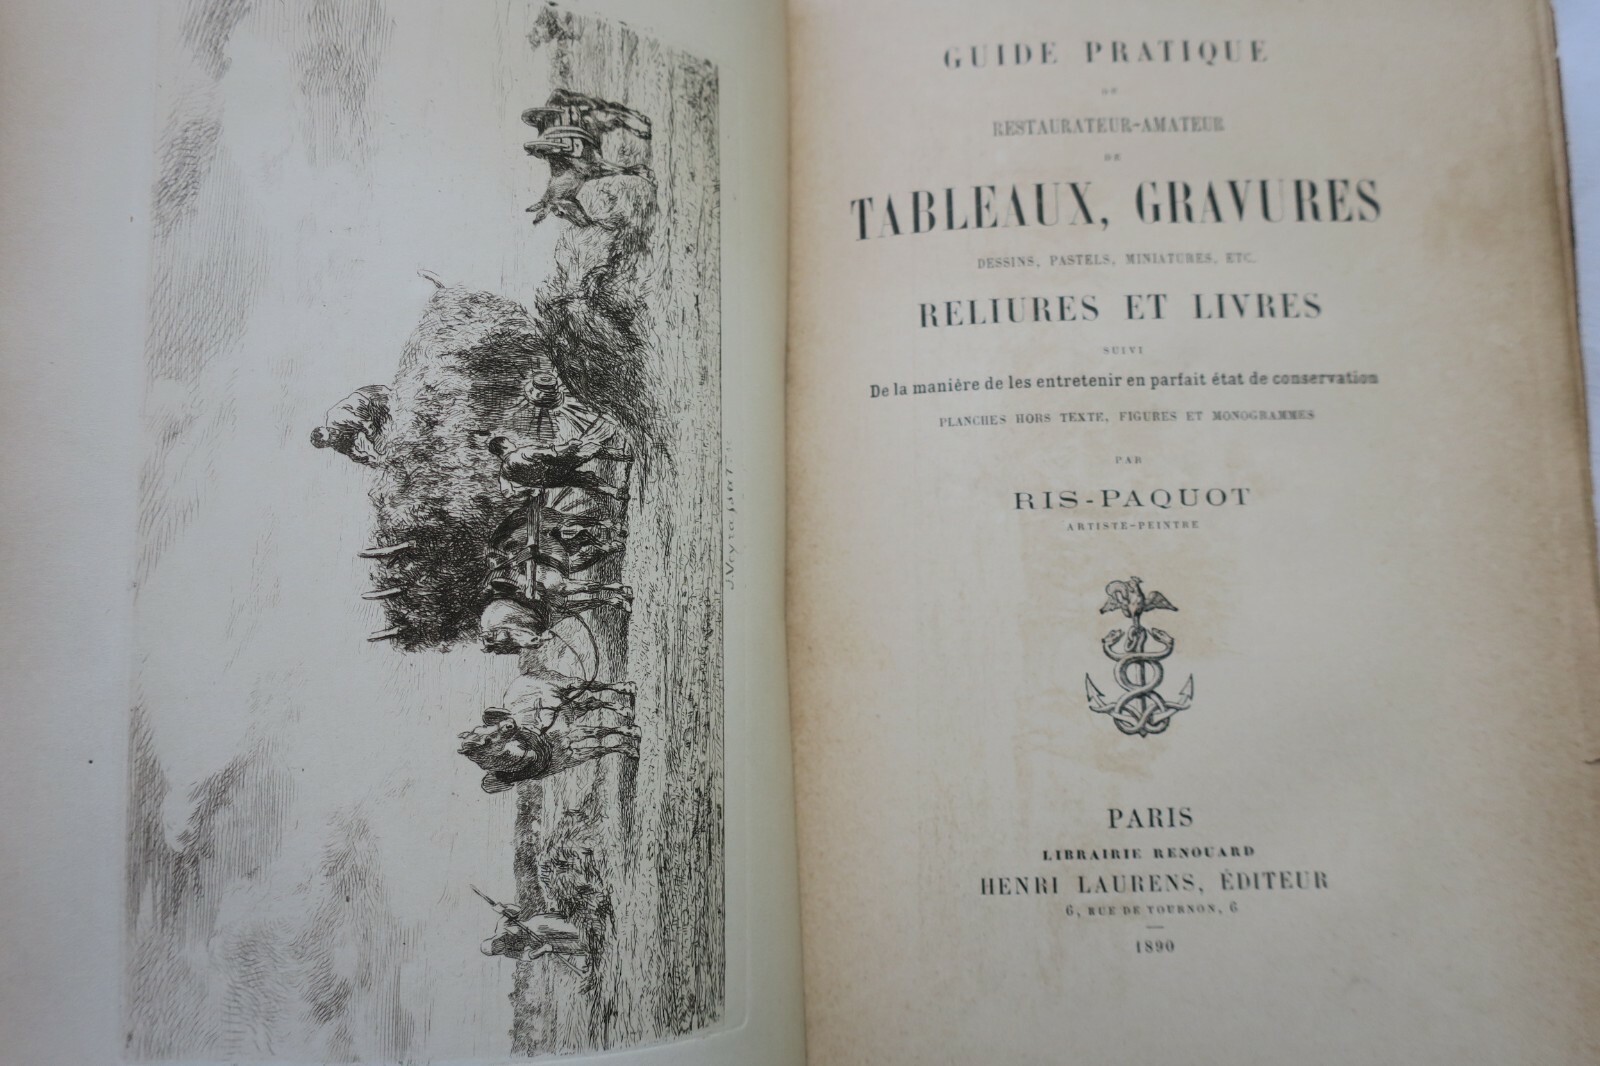 GUIDE PRATIQUE
RESTAURATEUR-AMATEUR
DE
TABLEAUX, GRAVURES
DESSINS, PASTELS, MINIATURES, ETC.
RELIURES ET LIVRES
SUIVI
De la manière de les entretenir en parfait état de conservation
PLANCHES HORS TEXTE, FIGURES ET MONOGRAMMES
PAR
RIS-PAQUOT
ARTISTE-PEINTRE
PARIS
LIBRAIRIE RENOUARD
HENRI LAURENS, ÉDITEUR
6, RUE DE TOURNON, 6
1890